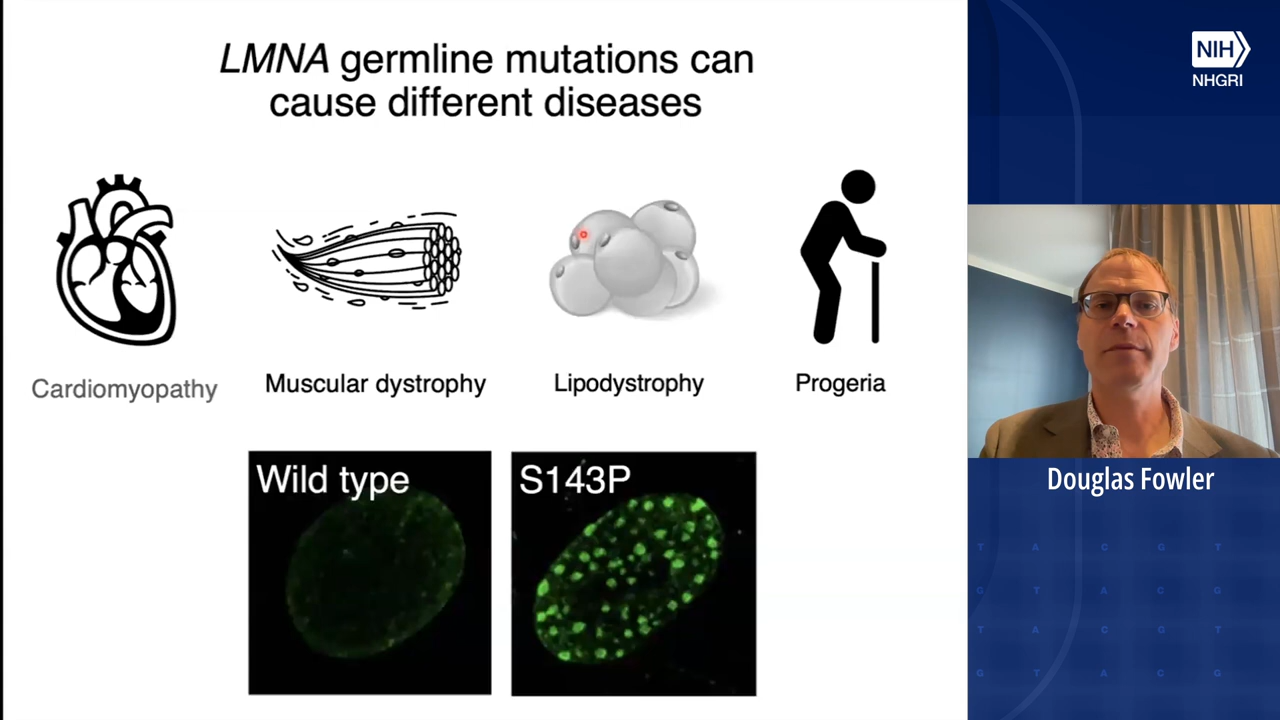 LMNA germline mutations can
cause different diseases
Cardiomyopathy
Muscular dystrophy
Lipodystrophy
Progeria
Wild type
S143P
NIH
NHGRI
Douglas Fowler
T A C G T
G T A C G
T A C G T
G T A C G